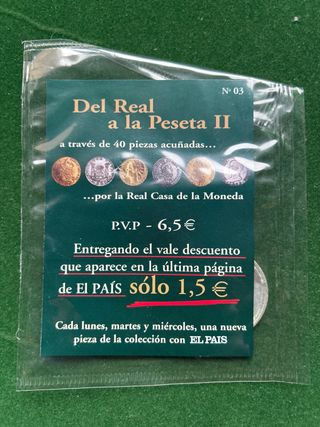 Nº 03
Del Real
a la Peseta II
a través de 40 piezas acuñadas...
...por la Real Casa de la Moneda
P.V.P - 6,5€
Entregando el vale descuento
que aparece en la última página
de El PAÍS sólo 1,5€
Cada lunes, martes y miércoles, una nueva
pieza de la colección con EL PAIS